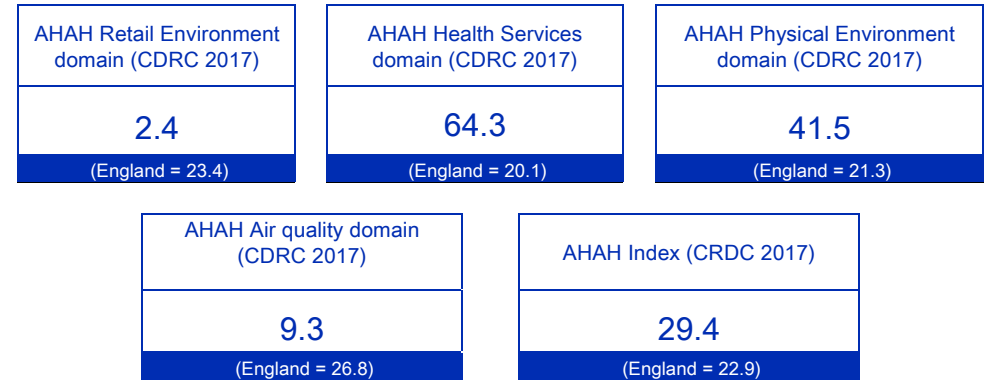 AHAH Retail Environment
domain (CDRC 2017)
2.4
(England = 23.4)
AHAH Health Services
domain (CDRC 2017)
64.3
(England = 20.1)
AHAH Physical Environment
domain (CDRC 2017)
41.5
(England = 21.3)
AHAH Air quality domain
(CDRC 2017)
9.3
(England = 26.8)
AHAH Index (CRDC 2017)
29.4
(England = 22.9)